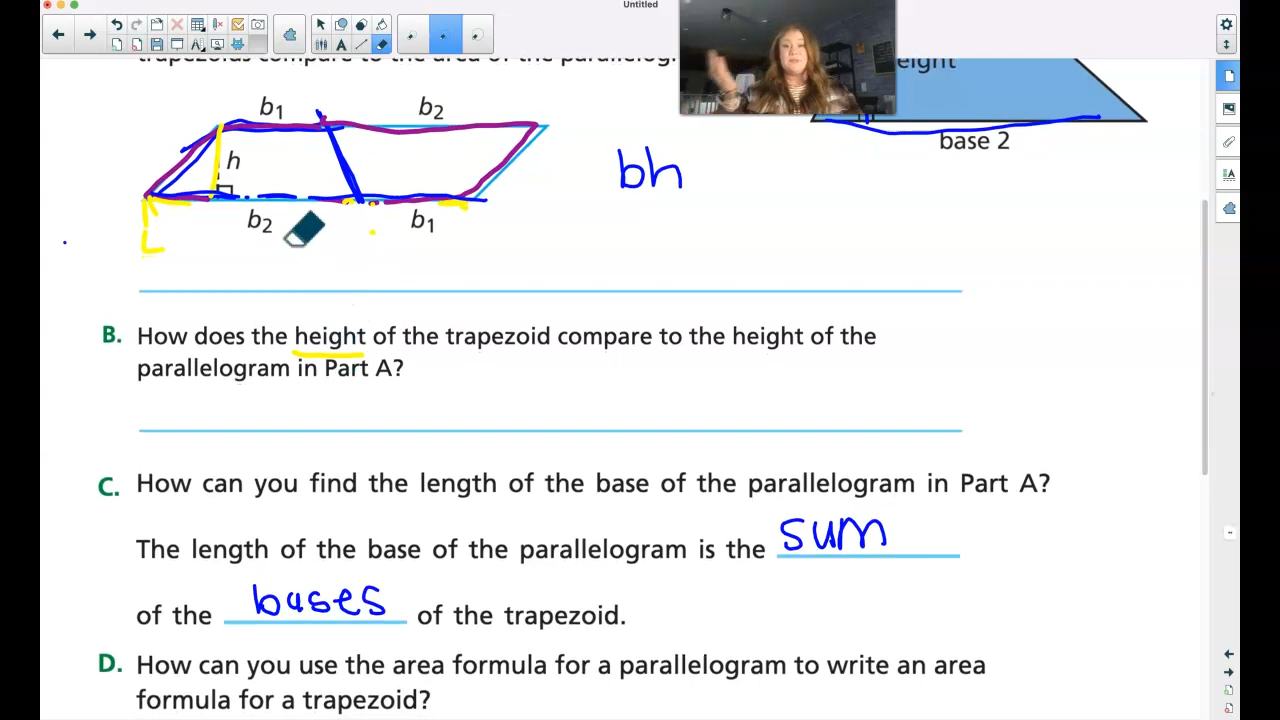 Untitled
trapezoids compare to the area of the parallelog
eight
b1 b2
h
bh
base 2
b2 b1
B. How does the height of the trapezoid compare to the height of the
parallelogram in Part A?
C. How can you find the length of the base of the parallelogram in Part A?
The length of the base of the parallelogram is the sum
of the bases of the trapezoid.
D. How can you use the area formula for a parallelogram to write an area
formula for a trapezoid?